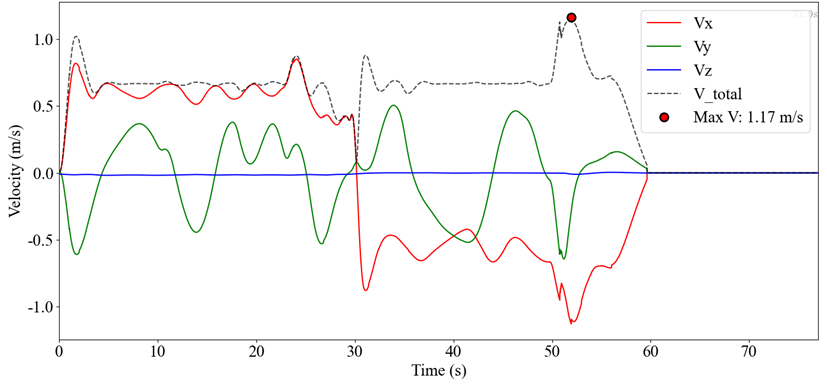 Vx
Vy
Vz
V_total
Max V: 1.17 m/s
1.0
0.5
0.0
-0.5
-1.0
Velocity (m/s)
0 10 20 30 40 50 60 70
Time (s)